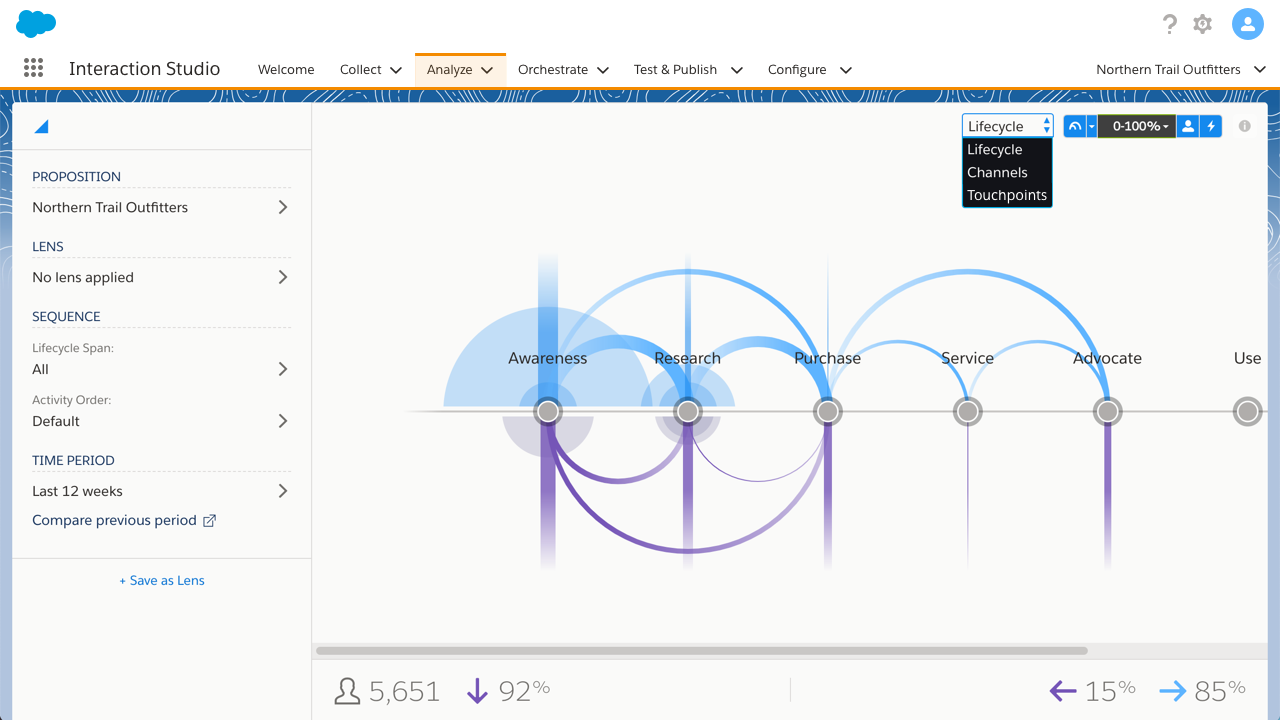 Interaction Studio
Welcome
Collect
Analyze
Orchestrate
Test & Publish
Configure
Northern Trail Outfitters
PROPOSITION
Northern Trail Outfitters
LENS
No lens applied
SEQUENCE
Lifecycle Span:
All
Activity Order:
Default
TIME PERIOD
Last 12 weeks
Compare previous period
+ Save as Lens
Lifecycle
0-100%
Lifecycle
Channels
Touchpoints
Awareness
Research
Purchase
Service
Advocate
Use
5,651
92%
15%
85%